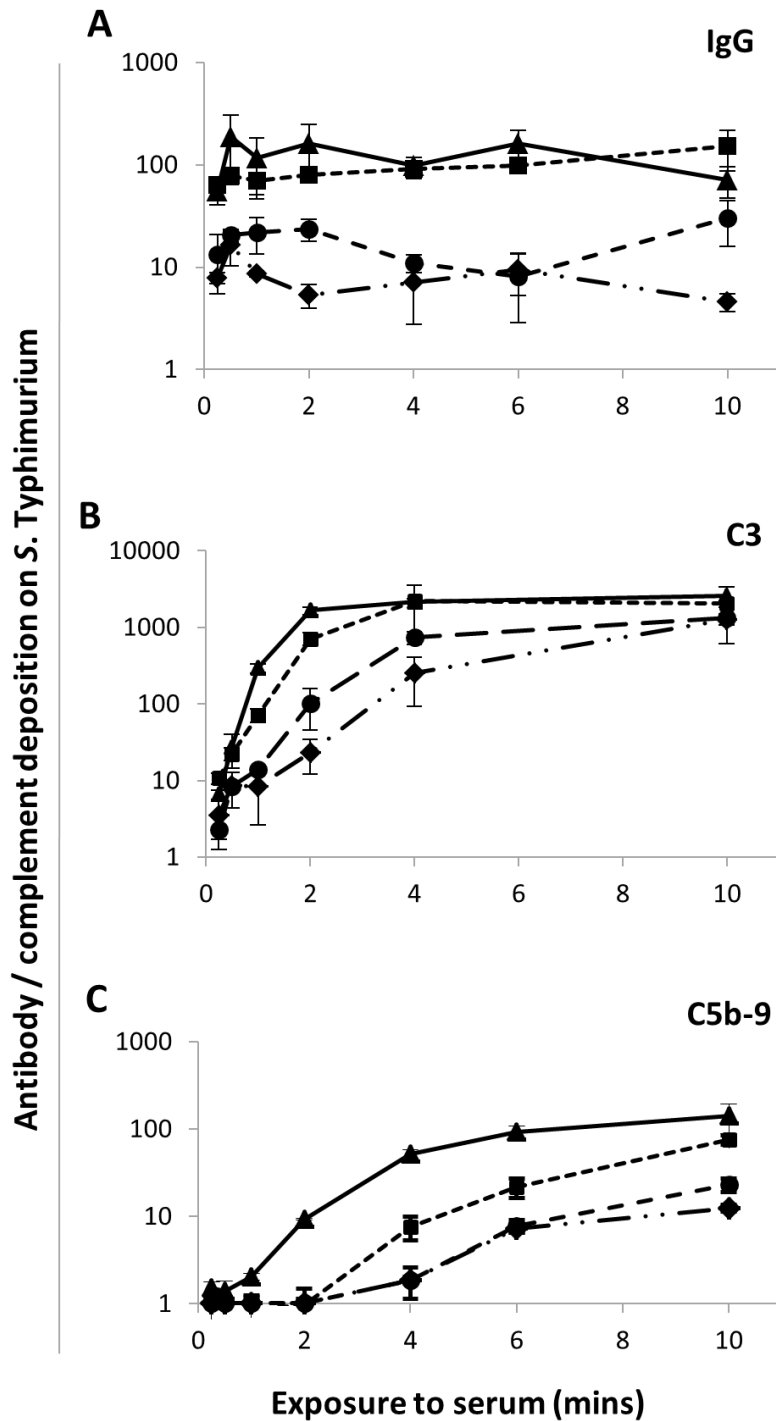 A
IgG
1000
100
10
1
0 2 4 6 8 10
B
C3
10000
1000
100
10
1
0 2 4 6 8 10
C
C5b-9
1000
100
10
1
0 2 4 6 8 10
Antibody / complement deposition on S. Typhimurium
Exposure to serum (mins)